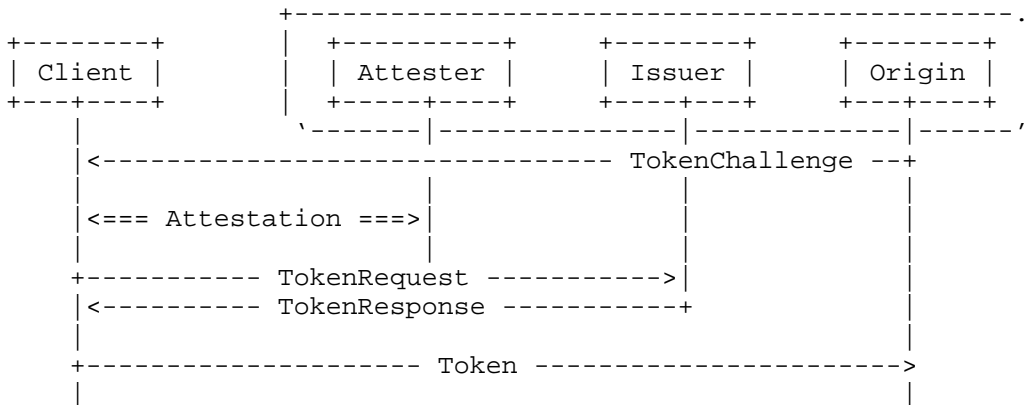 Client Attester Issuer Origin
TokenChallenge
Attestation
TokenRequest
TokenResponse
Token